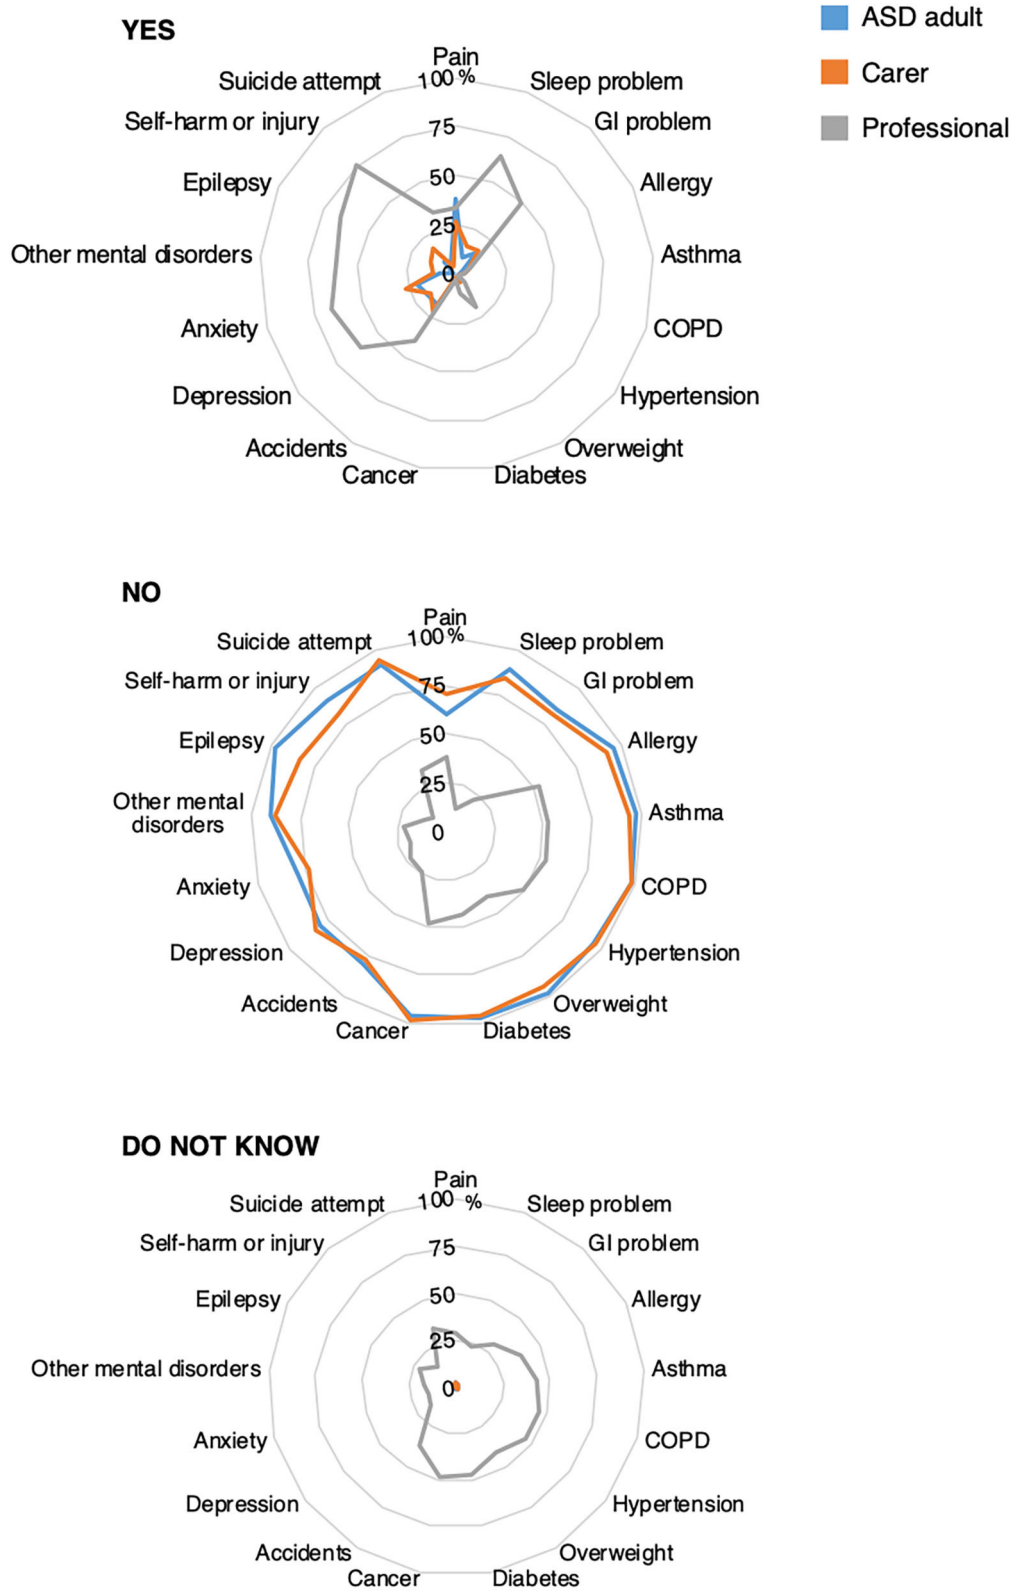 YES
ASD adult
Carer
Professional
Pain
100 %
Suicide attempt
Sleep problem
Self-harm or injury
GI problem
75
Epilepsy
50
Allergy
25
Other mental disorders
0
Asthma
Anxiety
COPD
Depression
Hypertension
Accidents
Overweight
Cancer
Diabetes
NO
Pain
100 %
Suicide attempt
Sleep problem
Self-harm or injury
75
GI problem
Epilepsy
50
Allergy
25
Other mental
disorders
0
Asthma
Anxiety
COPD
Depression
Hypertension
Accidents
Overweight
Cancer
Diabetes
DO NOT KNOW
Pain
100 %
Suicide attempt
Sleep problem
Self-harm or injury
75
GI problem
Epilepsy
50
Allergy
25
Other mental disorders
0
Asthma
Anxiety
COPD
Depression
Hypertension
Accidents
Overweight
Cancer
Diabetes